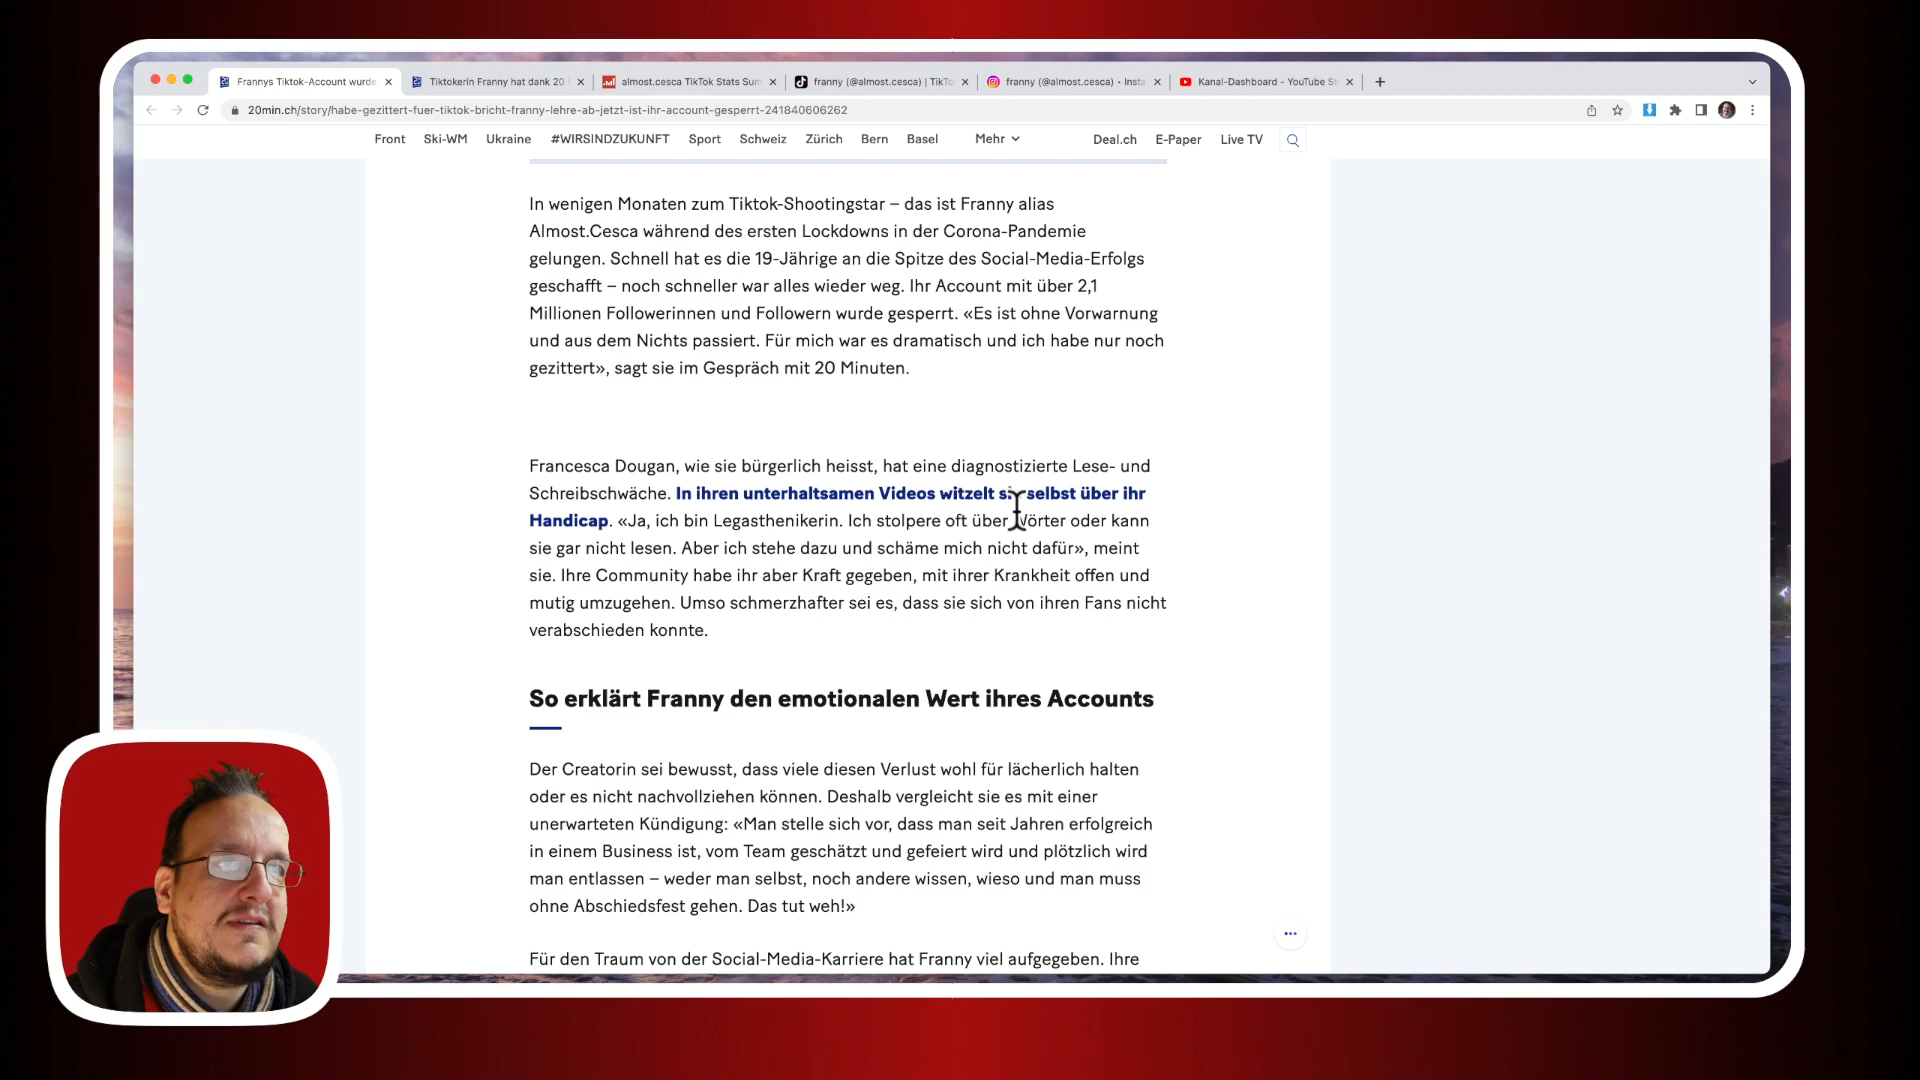 Frannys Tiktok-Account wurde
Tiktokerin Franny hat dank 20
almost.cesca TikTok Stats Sum
franny (@almost.cesca) | TikTo
franny (@almost.cesca) • Insta
Kanal-Dashboard - YouTube St
20min.ch/story/habe-gezittert-fuer-tiktok-bricht-franny-lehre-ab-jetzt-ist-ihr-account-gesperrt-241840606262
Front Ski-WM Ukraine #WIRSINDZUKUNFT Sport Schweiz Zürich Bern Basel Mehr Deal.ch E-Paper Live TV
In wenigen Monaten zum Tiktok-Shootingstar – das ist Franny alias
Almost.Cesca während des ersten Lockdowns in der Corona-Pandemie
gelungen. Schnell hat es die 19-Jährige an die Spitze des Social-Media-Erfolgs
geschafft – noch schneller war alles wieder weg. Ihr Account mit über 2,1
Millionen Followerinnen und Followern wurde gesperrt. «Es ist ohne Vorwarnung
und aus dem Nichts passiert. Für mich war es dramatisch und ich habe nur noch
gezittert», sagt sie im Gespräch mit 20 Minuten.
Francesca Dougan, wie sie bürgerlich heisst, hat eine diagnostizierte Lese- und
Schreibschwäche. In ihren unterhaltsamen Videos witzelt sie selbst über ihr
Handicap. «Ja, ich bin Legasthenikerin. Ich stolpere oft über Wörter oder kann
sie gar nicht lesen. Aber ich stehe dazu und schäme mich nicht dafür», meint
sie. Ihre Community habe ihr aber Kraft gegeben, mit ihrer Krankheit offen und
mutig umzugehen. Umso schmerzhafter sei es, dass sie sich von ihren Fans nicht
verabschieden konnte.
So erklärt Franny den emotionalen Wert ihres Accounts
Der Creatorin sei bewusst, dass viele diesen Verlust wohl für lächerlich halten
oder es nicht nachvollziehen können. Deshalb vergleicht sie es mit einer
unerwarteten Kündigung: «Man stelle sich vor, dass man seit Jahren erfolgreich
in einem Business ist, vom Team geschätzt und gefeiert wird und plötzlich wird
man entlassen – weder man selbst, noch andere wissen, wieso und man muss
ohne Abschiedsfest gehen. Das tut weh!»
Für den Traum von der Social-Media-Karriere hat Franny viel aufgegeben. Ihre